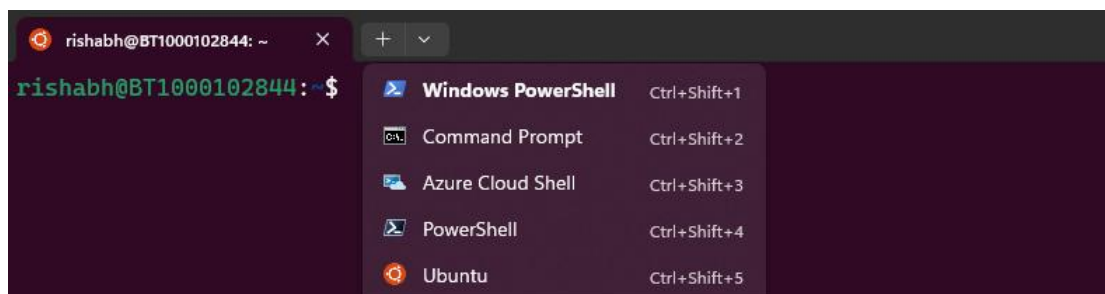 rishabh@BT1000102844: ~
rishabh@BT1000102844:~$
Windows PowerShell Ctrl+Shift+1
Command Prompt Ctrl+Shift+2
Azure Cloud Shell Ctrl+Shift+3
PowerShell Ctrl+Shift+4
Ubuntu Ctrl+Shift+5